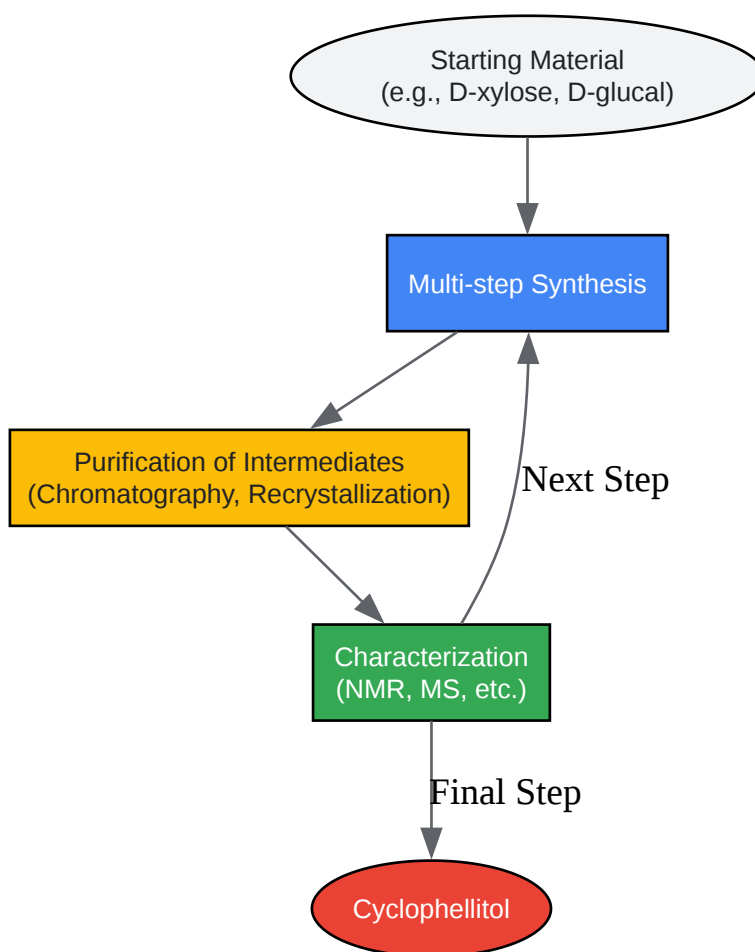 Starting Material
(e.g., D-xylose, D-glucal)
Multi-step Synthesis
Purification of Intermediates
(Chromatography, Recrystallization)
Next Step
Characterization
(NMR, MS, etc.)
Final Step
Cyclophellitol